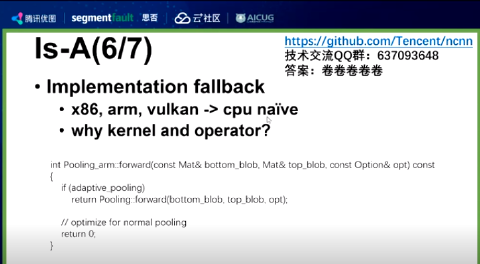 腾讯优图 segmentfault 思否 云+社区 AICUG
Is-A(6/7)
https://github.com/Tencent/ncnn
技术交流QQ群：637093648
答案：卷卷卷卷卷
• Implementation fallback
• x86, arm, vulkan -> cpu naïve
• why kernel and operator?
int Pooling_arm::forward(const Mat& bottom_blob, Mat& top_blob, const Option& opt) const
{
if (adaptive_pooling)
return Pooling::forward(bottom_blob, top_blob, opt);
// optimize for normal pooling
return 0;
}